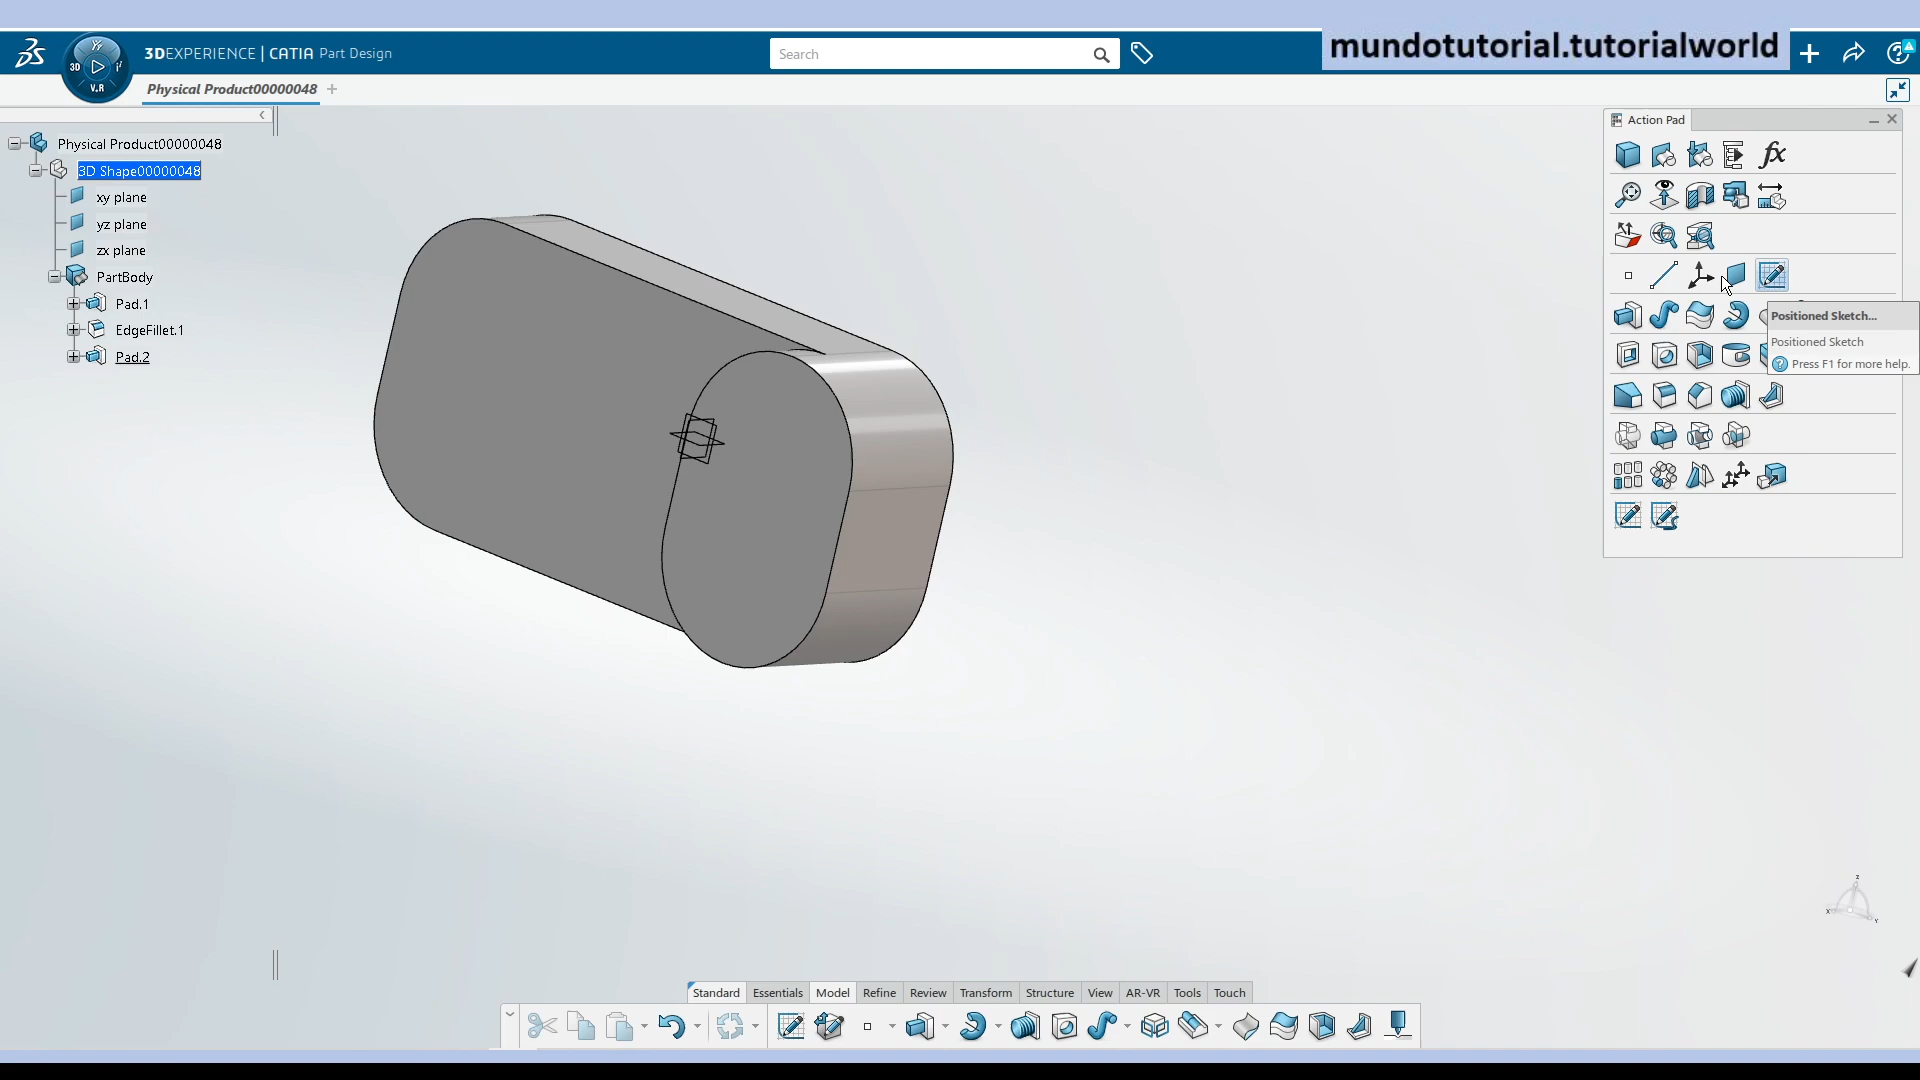 mundotutorial.tutorialworld
3DEXPERIENCE | CATIA Part Design
Search
3D
V.R
Physical Product00000048
Action Pad
Physical Product00000048
3D Shape00000048
xy plane
yz plane
zx plane
PartBody
Pad.1
EdgeFillet.1
Pad.2
fx
Positioned Sketch...
Positioned Sketch
Press F1 for more help.
z
x
y
Standard Essentials Model Refine Review Transform Structure View AR-VR Tools Touch